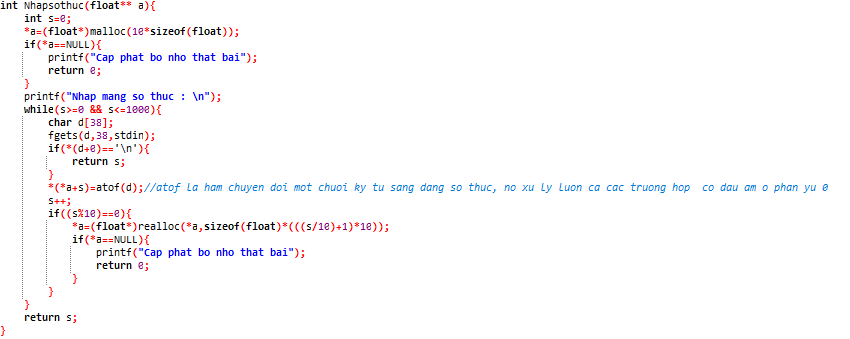 int Nhapsothuc(float** a){
int s=0;
*a=(float*)malloc(10*sizeof(float));
if(*a==NULL){
printf("Cap phat bo nho that bai");
return 0;
}
printf("Nhap mang so thuc : \n");
while(s>=0 && s<=1000){
char d[38];
fgets(d,38,stdin);
if(*(d+0)=='\n'){
return s;
}
*(*a+s)=atof(d);//atof la ham chuyen doi mot chuoi ky tu sang dang so thuc, no xu ly luon ca cac truong hop  co dau am o phan yu 0
s++;
if((s%10)==0){
*a=(float*)realloc(*a,sizeof(float)*(((s/10)+1)*10));
if(*a==NULL){
printf("Cap phat bo nho that bai");
return 0;
}
}
}
return s;
}